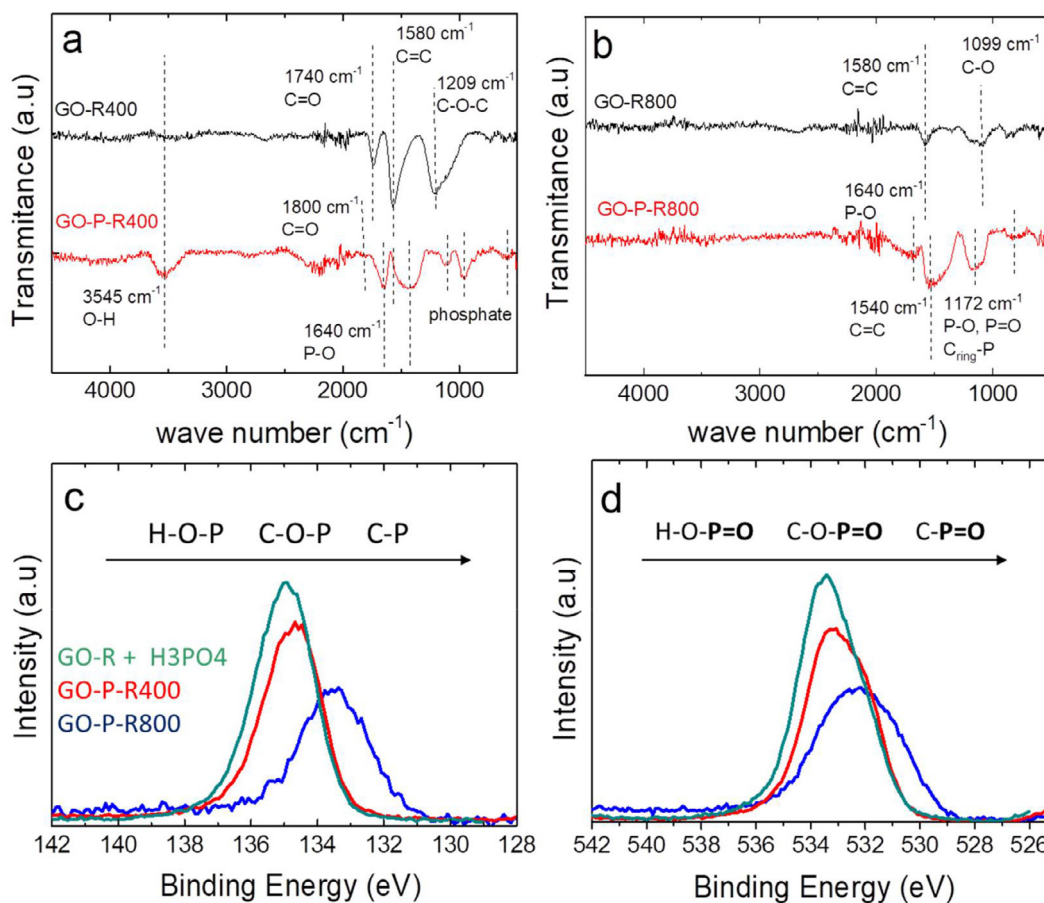 a
1580 cm-1
C=C
1740 cm-1
C=O
1209 cm-1
C-O-C
GO-R400
GO-P-R400
1800 cm-1
C=O
3545 cm-1
O-H
1640 cm-1
P-O
phosphate
Transmitance (a.u)
4000 3500 3000 2000 1000
wave number (cm-1)
b
1099 cm-1
C-O
1580 cm-1
C=C
GO-R800
1640 cm-1
P-O
GO-P-R800
1540 cm-1
C=C
1172 cm-1
P-O, P=O
Cring-P
Transmitance (a.u)
4000 3000 2000 1000
wave number (cm-1)
c
H-O-P C-O-P C-P
GO-R + H3PO4
GO-P-R400
GO-P-R800
Intensity (a.u)
142 140 138 136 134 132 130 128
Binding Energy (eV)
d
H-O-P=O C-O-P=O C-P=O
Intensity (a.u)
542 540 538 536 534 532 530 528 526
Binding Energy (eV)